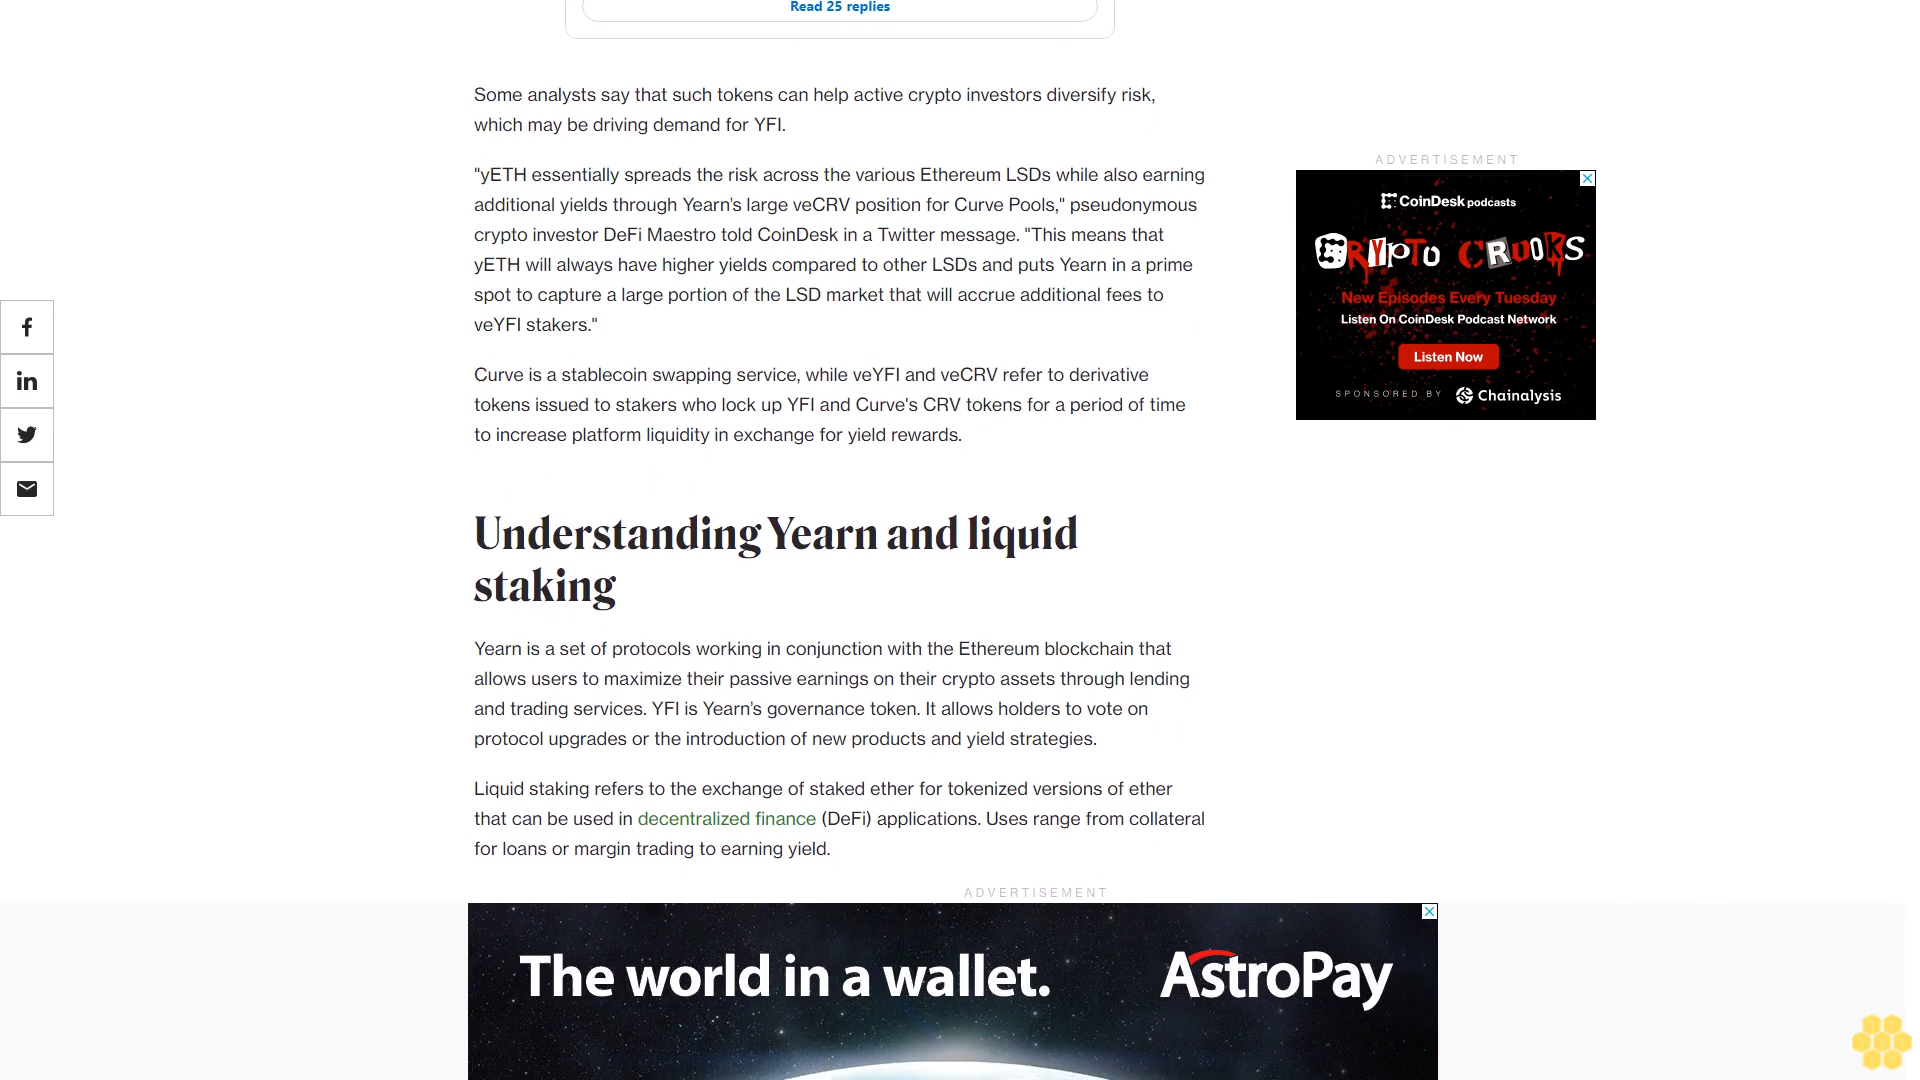 Read 25 replies
Some analysts say that such tokens can help active crypto investors diversify risk,
which may be driving demand for YFI.
"yETH essentially spreads the risk across the various Ethereum LSDs while also earning
additional yields through Yearn’s large veCRV position for Curve Pools," pseudonymous
crypto investor DeFi Maestro told CoinDesk in a Twitter message. "This means that
yETH will always have higher yields compared to other LSDs and puts Yearn in a prime
spot to capture a large portion of the LSD market that will accrue additional fees to
veYFI stakers."
Curve is a stablecoin swapping service, while veYFI and veCRV refer to derivative
tokens issued to stakers who lock up YFI and Curve's CRV tokens for a period of time
to increase platform liquidity in exchange for yield rewards.
Understanding Yearn and liquid
staking
Yearn is a set of protocols working in conjunction with the Ethereum blockchain that
allows users to maximize their passive earnings on their crypto assets through lending
and trading services. YFI is Yearn’s governance token. It allows holders to vote on
protocol upgrades or the introduction of new products and yield strategies.
Liquid staking refers to the exchange of staked ether for tokenized versions of ether
that can be used in decentralized finance (DeFi) applications. Uses range from collateral
for loans or margin trading to earning yield.
ADVERTISEMENT
CoinDesk podcasts
CRYPTO CROOKS
New Episodes Every Tuesday
Listen On CoinDesk Podcast Network
Listen Now
SPONSORED BY Chainalysis
ADVERTISEMENT
The world in a wallet.
AstroPay